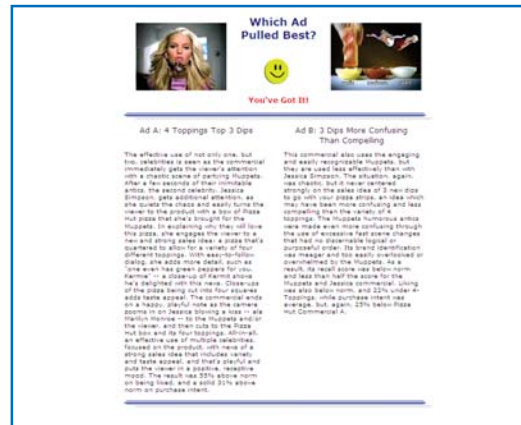 Which Ad
Pulled Best?
You've Got It!
Ad A: 4 Toppings Top 3 Dips
The effective use of not only one, but
two, celebrities is seen as the commercial
immediately gets the viewer's attention
with a chaotic scene of partying Muppets.
After a few seconds of their inimitable
antics, the second celebrity, Jessica
Simpson, gets additional attention, as
she quiets the chaos and easily turns the
viewer to the product with a box of Pizza
Hut pizza that she's brought for the
Muppets. In explaining why they will love
this pizza, she engages the viewer to a
new and strong sales idea: a pizza that's
quartered to allow for a variety of four
different toppings. With easy-to-follow
dialog, she adds more detail, such as
"one even has green peppers for you,
Kermie" -- a close-up of Kermit shows
he's delighted with this news. Close-ups
of the pizza being cut into four squares
adds taste appeal. The commercial ends
on a happy, playful note as the camera
zooms in on Jessica blowing a kiss -- ala
Marilyn Monroe -- to the Muppets and/or
the viewer, and then cuts to the Pizza
Hut box and its four toppings. All-in-all,
an effective use of multiple celebrities,
focused on the product, with news of a
strong sales idea that includes variety
and taste appeal, and that's playful and
puts the viewer in a positive, receptive
mood. The result was 55% above norm
on being liked, and a solid 31% above
norm on purchase intent.
Ad B: 3 Dips More Confusing
Than Compelling
This commercial also uses the engaging
and easily recognizable Muppets, but
they are used less effectively than with
Jessica Simpson. The situation, again,
was chaotic, but it never centered
strongly on the sales idea of 3 new dips
to go with your pizza strips, an idea which
may have been more confusing and less
compelling than the variety of 4
toppings. The Muppets humorous antics
were made even more confusing through
the use of excessive fast scene changes
that had no discernable logical or
purposeful order. Its brand identification
was meager and too easily overlooked or
overwhelmed by the Muppets. As a
result, its recall score was below norm
and less than half the score for the
Muppets and Jessica commercial. Liking
was also below norm, and 22% under 4-
Toppings, while purchase intent was
average, but, again, 25% below Pizza
Hut Commercial A.